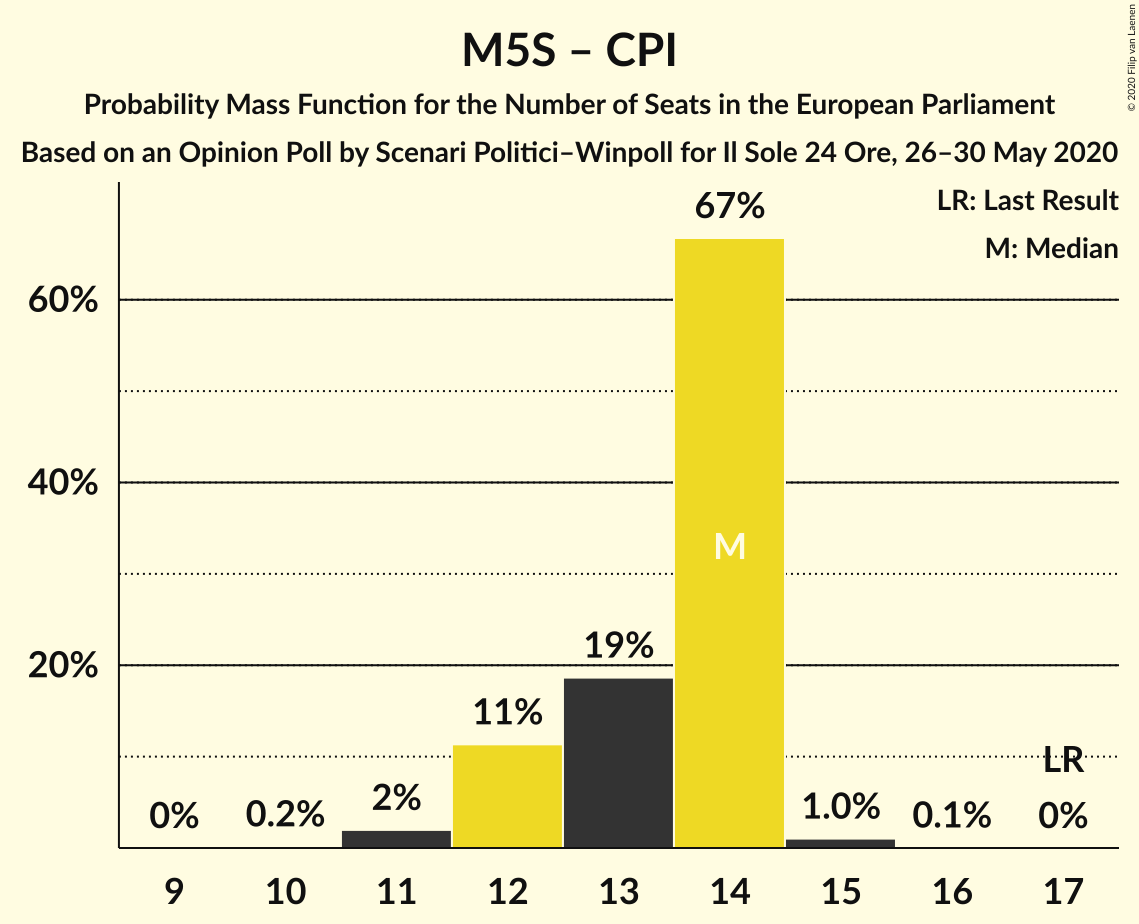 M5S – CPI
Probability Mass Function for the Number of Seats in the European Parliament
Based on an Opinion Poll by Scenari Politici–Winpoll for Il Sole 24 Ore, 26–30 May 2020
© 2020 Filip van Laenen
LR: Last Result
M: Median
67%
60%
40%
M
19%
20%
11%
LR
2%
1.0%
0%
0.2%
0.1%
0%
9 10 11 12 13 14 15 16 17